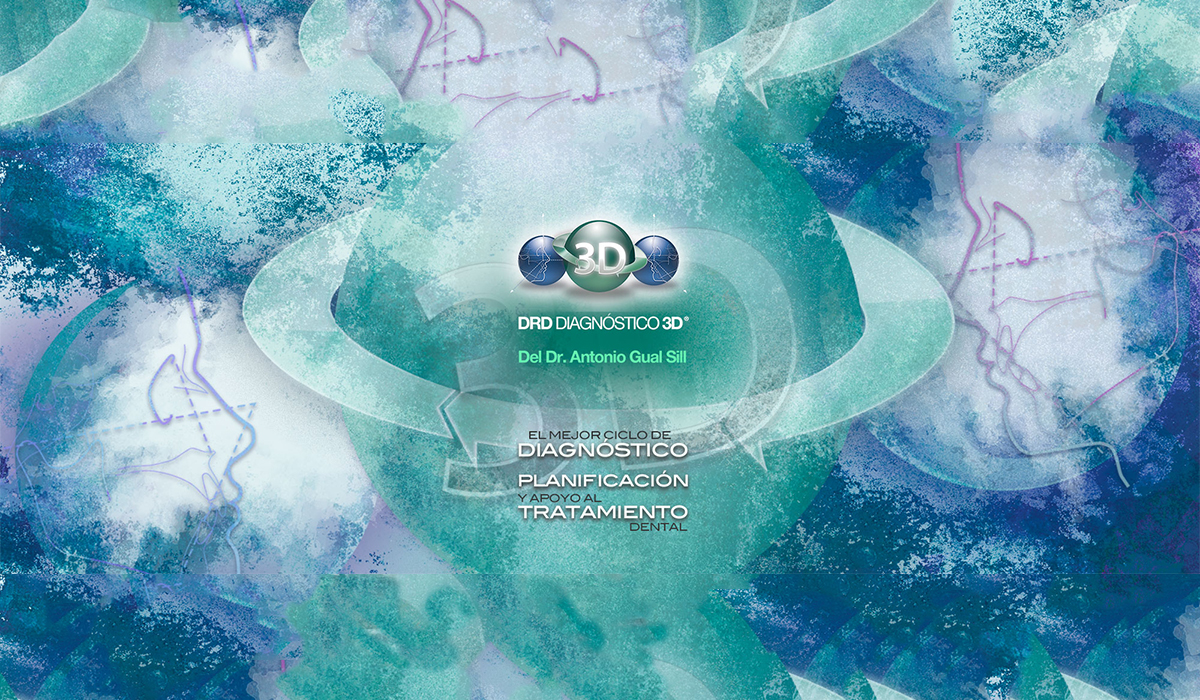 3D
DRD DIAGNÓSTICO 3D®
Del Dr. Antonio Gual Sill
3D
EL MEJOR CICLO DE
DIAGNÓSTICO
PLANIFICACIÓN
Y APOYO AL
TRATAMIENTO
DENTAL